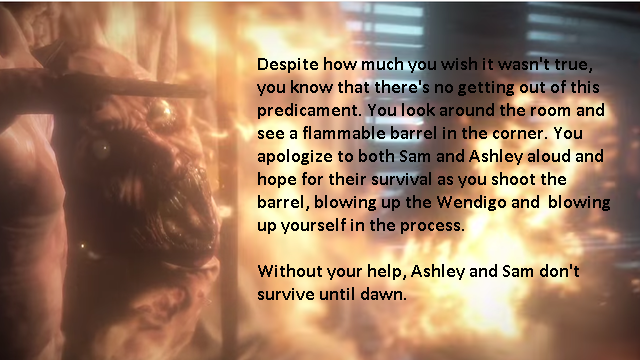 Despite how much you wish it wasn't true,
you know that there's no getting out of this
predicament. You look around the room and
see a flammable barrel in the corner. You
apologize to both Sam and Ashley aloud and
hope for their survival as you shoot the
barrel, blowing up the Wendigo and  blowing
up yourself in the process.

Without your help, Ashley and Sam don't
survive until dawn.